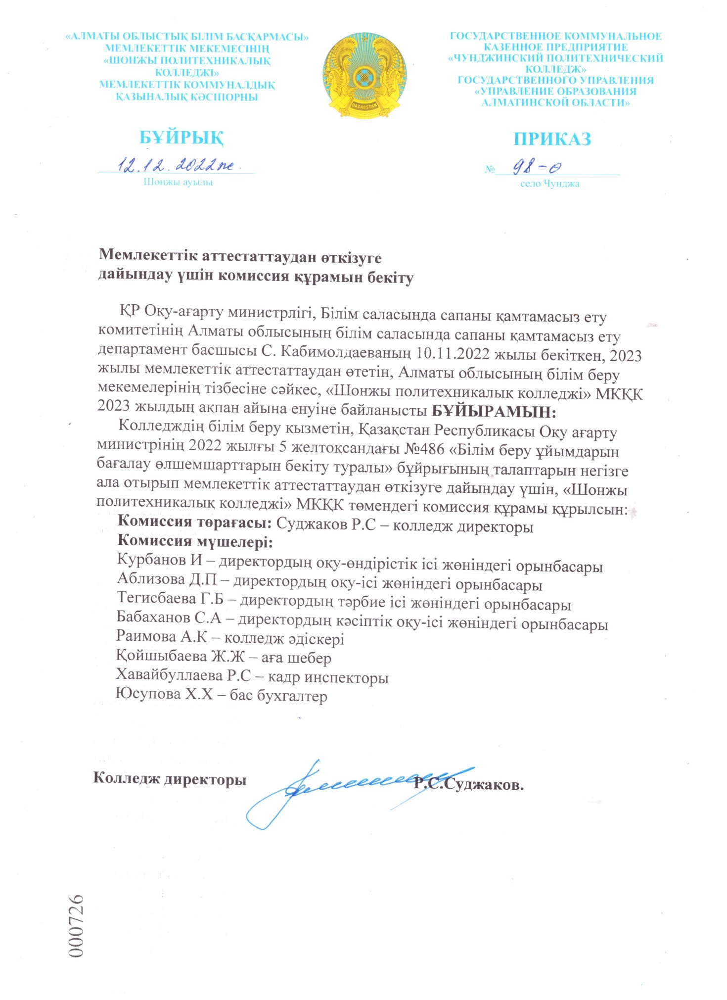 «АЛМАТЫ ОБЛЫСТЫҚ БІЛІМ БАСҚАРМАСЫ»
МЕМЛЕКЕТТІК МЕКЕМЕСІНІҢ
«ШОНЖЫ ПОЛИТЕХНИКАЛЫҚ
КОЛЛЕДЖІ»
МЕМЛЕКЕТТІК КОММУНАЛДЫҚ
ҚАЗЫНАЛЫҚ КӘСІПОРНЫ
QAZAQSTAN
ГОСУДАРСТВЕННОЕ КОММУНАЛЬНОЕ
КАЗЕННОЕ ПРЕДПРИЯТИЕ
«ЧУНДЖИНСКИЙ ПОЛИТЕХНИЧЕСКИЙ
КОЛЛЕДЖ»
ГОСУДАРСТВЕННОГО УПРАВЛЕНИЯ
«УПРАВЛЕНИЕ ОБРАЗОВАНИЯ
АЛМАТИНСКОЙ ОБЛАСТИ»
БҰЙРЫҚ
12.12.2022ж.
Шонжы ауылы
ПРИКАЗ
№ 98-ө
село Чунджа
Мемлекеттік аттестаттаудан өткізуге
дайындау үшін комиссия құрамын бекіту
ҚР Оқу-ағарту министрлігі, Білім саласында сапаны қамтамасыз ету
комитетінің Алматы облысының білім саласында сапаны қамтамасыз ету
департамент басшысы С. Кабимолдаеваның 10.11.2022 жылы бекіткен, 2023
жылы мемлекеттік аттестаттаудан өтетін, Алматы облысының білім беру
мекемелерінің тізбесіне сәйкес, «Шонжы политехникалық колледжі» МКҚК
2023 жылдың ақпан айына енуіне байланысты БҰЙЫРАМЫН:
Колледждің білім беру қызметін, Қазақстан Республикасы Оқу ағарту
министрінің 2022 жылғы 5 желтоқсандағы №486 «Білім беру ұйымдарын
бағалау өлшемшарттарын бекіту туралы» бұйрығының талаптарын негізге
ала отырып мемлекеттік аттестаттаудан өткізуге дайындау үшін, «Шонжы
политехникалық колледжі» МКҚК төмендегі комиссия құрамы құрылсын:
Комиссия төрағасы: Суджаков Р.С – колледж директоры
Комиссия мүшелері:
Курбанов И – директордың оқу-өндірістік ісі жөніндегі орынбасары
Аблизова Д.П – директордың оқу-ісі жөніндегі орынбасары
Тегисбаева Г.Б – директордың тәрбие ісі жөніндегі орынбасары
Бабаханов С.А – директордың кәсіптік оқу-ісі жөніндегі орынбасары
Раимова А.К – колледж әдіскері
Қойшыбаева Ж.Ж – аға шебер
Хавайбуллаева Р.С – кадр инспекторы
Юсупова Х.Х – бас бухгалтер
Колледж директоры Р.С.Суджаков.
000726